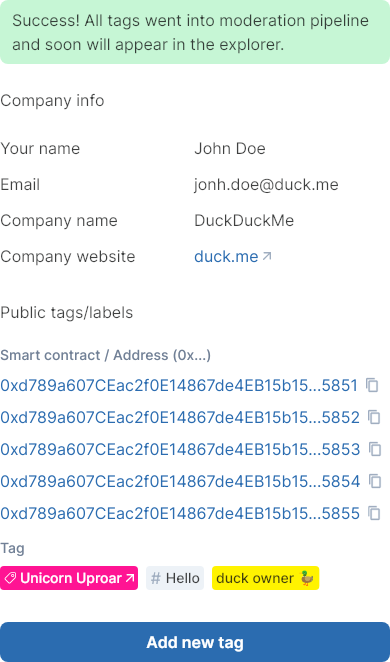 Success! All tags went into moderation pipeline
and soon will appear in the explorer.
Company info
Your name John Doe
Email jonh.doe@duck.me
Company name DuckDuckMe
Company website duck.me
Public tags/labels
Smart contract / Address (0x...)
0xd789a607CEac2f0E14867de4EB15b15...5851
0xd789a607CEac2f0E14867de4EB15b15...5852
0xd789a607CEac2f0E14867de4EB15b15...5853
0xd789a607CEac2f0E14867de4EB15b15...5854
0xd789a607CEac2f0E14867de4EB15b15...5855
Tag
Unicorn Uproar # Hello duck owner 🦆
Add new tag